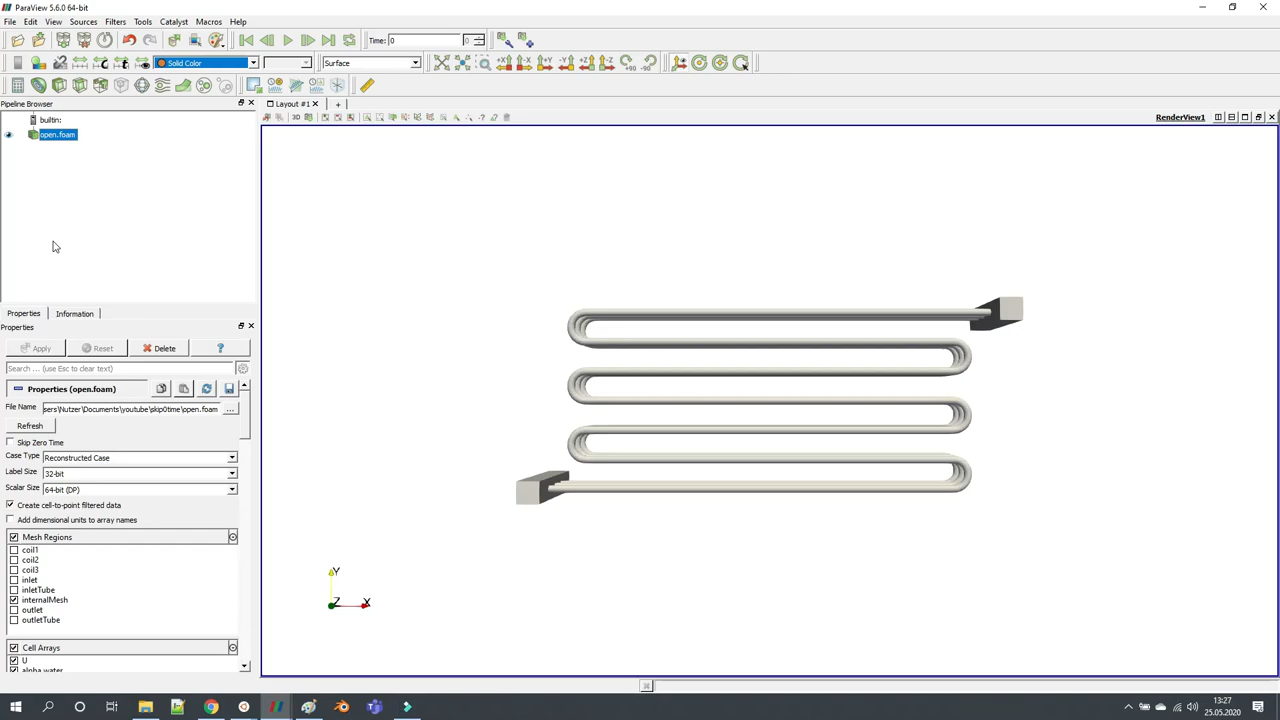 ParaView 5.6.0 64-bit
File Edit View Sources Filters Tools Catalyst Macros Help
Time: 0 0
Solid Color Surface
+X -X +Y -Y +Z -Z +90 -90
Pipeline Browser
Layout #1 × +
builtin:
3D
RenderView1
open.foam
Properties Information
Properties
Apply Reset Delete ?
Search ... (use Esc to clear text)
Properties (open.foam)
File Name sers\Nutzer\Documents\youtube\skip0time\open.foam ...
Refresh
Skip Zero Time
Case Type Reconstructed Case
Label Size 32-bit
Scalar Size 64-bit (DP)
Create cell-to-point filtered data
Add dimensional units to array names
Mesh Regions
coil1
coil2
coil3
inlet
inletTube
internalMesh
outlet
outletTube
Cell Arrays
U
alpha.water
Y
Z X
13:27
25.05.2020